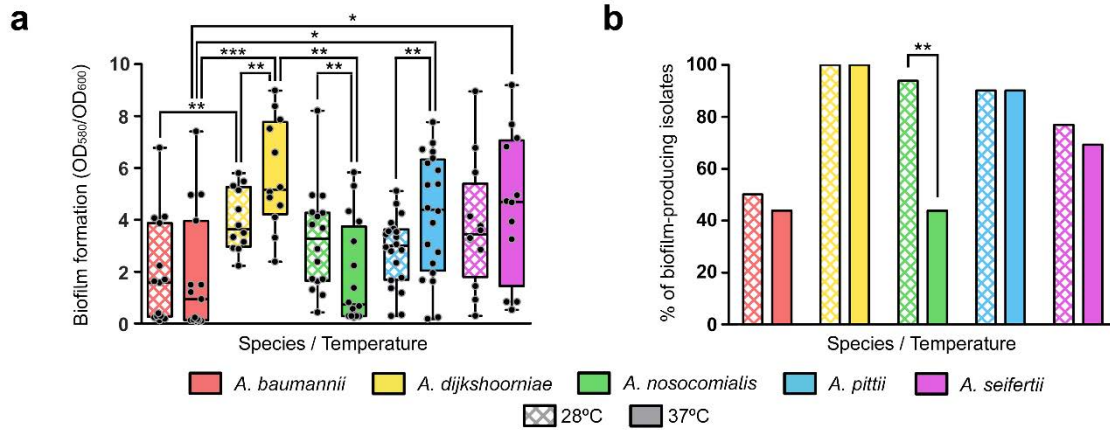 a
b
*
*
*** **
** ** **
**
Biofilm formation (OD₅₈₀/OD₆₀₀)
10
8
6
4
2
0
Species / Temperature
**
% of biofilm-producing isolates
100
80
60
40
20
0
Species / Temperature
A. baumannii A. dijkshoorniae A. nosocomialis A. pittii A. seifertii
28ºC 37ºC